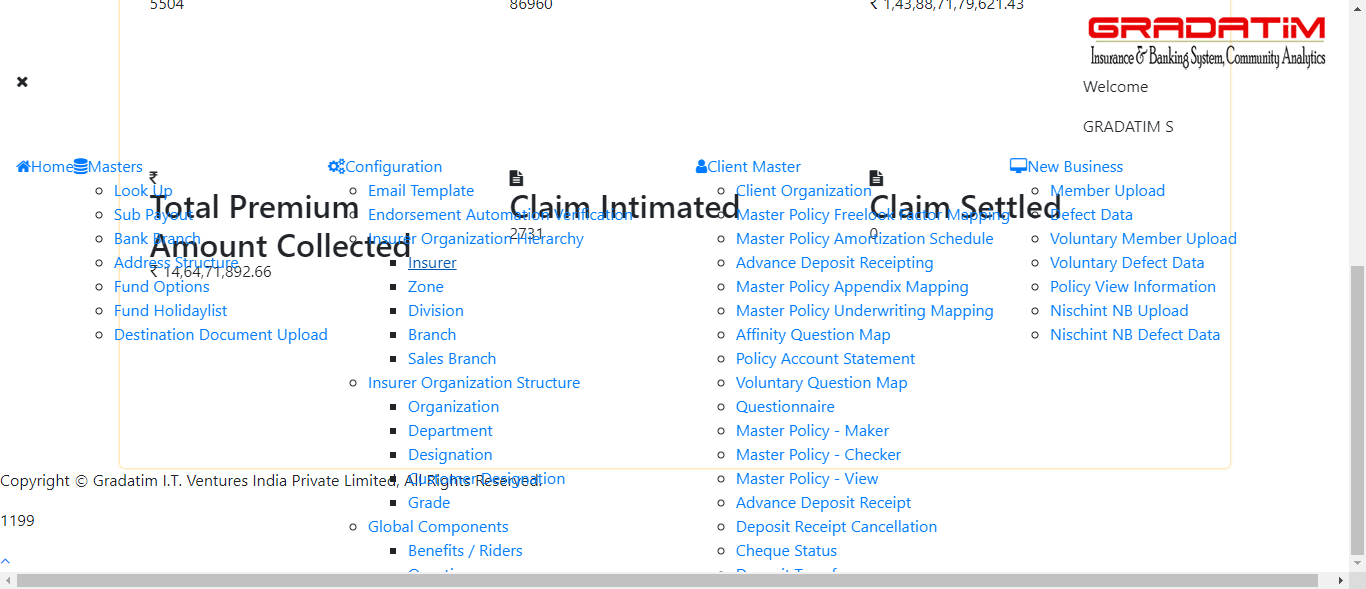 5504
86960
₹ 1,43,88,71,79,621.43
GRADATiM
Insurance & Banking System, Community Analytics
Welcome
GRADATIM S
Home
Masters
Look Up
Sub Payout
Bank Branch
Address Structure
Fund Options
Fund Holidaylist
Destination Document Upload
Configuration
Email Template
Endorsement Automation Verification
Insurer Organization Hierarchy
Insurer
Zone
Division
Branch
Sales Branch
Insurer Organization Structure
Organization
Department
Designation
Customer Designation
Grade
Global Components
Benefits / Riders
Client Master
Client Organization
Master Policy Freelook Factor Mapping
Master Policy Amortization Schedule
Advance Deposit Receipting
Master Policy Appendix Mapping
Master Policy Underwriting Mapping
Affinity Question Map
Policy Account Statement
Voluntary Question Map
Questionnaire
Master Policy - Maker
Master Policy - Checker
Master Policy - View
Advance Deposit Receipt
Deposit Receipt Cancellation
Cheque Status
New Business
Member Upload
Defect Data
Voluntary Member Upload
Voluntary Defect Data
Policy View Information
Nischint NB Upload
Nischint NB Defect Data
₹
Total Premium
Amount Collected
₹ 14,64,71,892.66
Claim Intimated
2731
Claim Settled
0
Copyright © Gradatim I.T. Ventures India Private Limited, All Rights Reserved.
1199